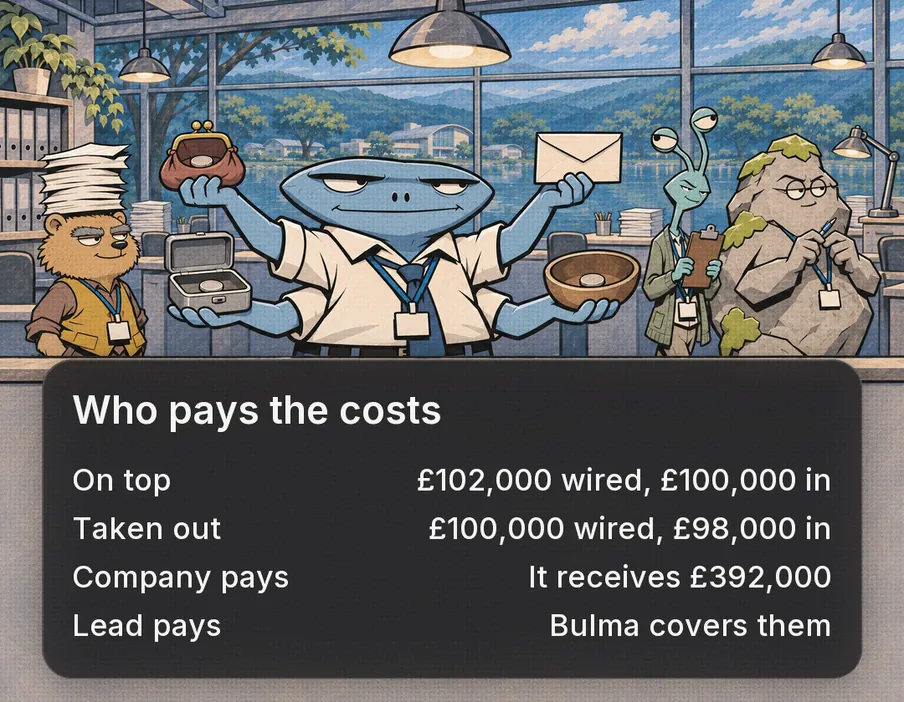 Who pays the costs
On top £102,000 wired, £100,000 in
Taken out £100,000 wired, £98,000 in
Company pays It receives £392,000
Lead pays Bulma covers them